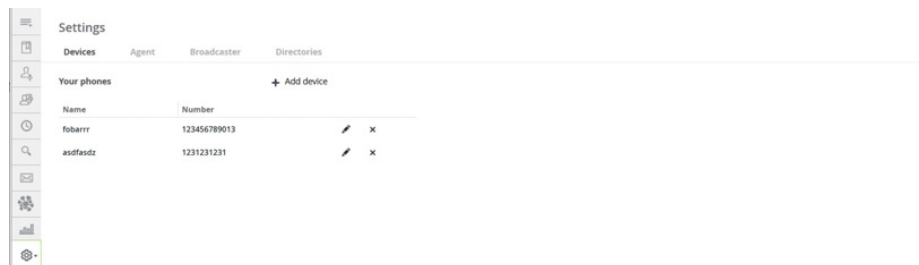 Settings
Devices Agent Broadcaster Directories
Your phones + Add device
Name Number
fobarrr 123456789013
asdfasdz 1231231231